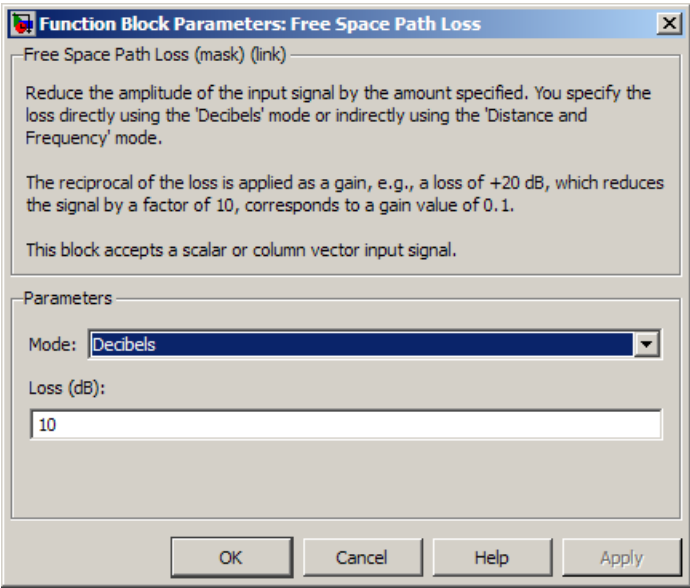 Function Block Parameters: Free Space Path Loss
Free Space Path Loss (mask) (link)
Reduce the amplitude of the input signal by the amount specified. You specify the
loss directly using the 'Decibels' mode or indirectly using the 'Distance and
Frequency' mode.
The reciprocal of the loss is applied as a gain, e.g., a loss of +20 dB, which reduces
the signal by a factor of 10, corresponds to a gain value of 0.1.
This block accepts a scalar or column vector input signal.
Parameters
Mode: Decibels
Loss (dB):
10
OK Cancel Help Apply